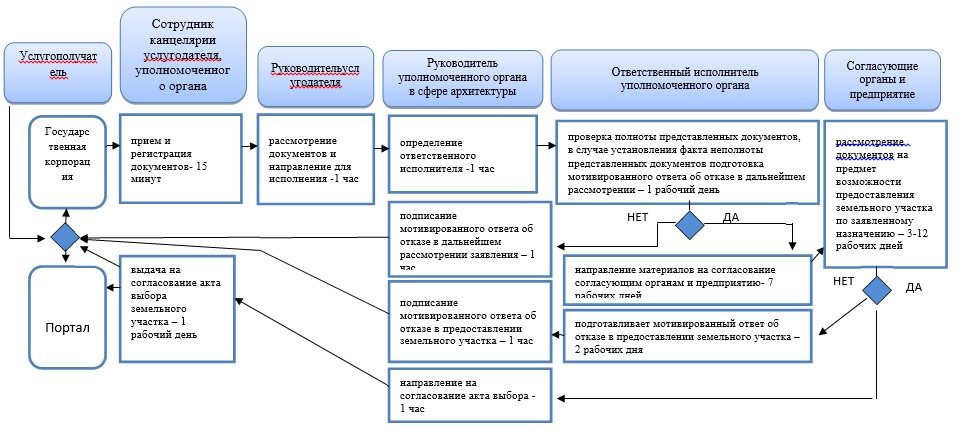 Услугополучат
ель
Сотрудник
канцелярии
услугодателя,
уполномоченног
о органа
Руководительусл
угодателя
Руководитель
уполномоченного органа
в сфере архитектуры
Ответственный исполнитель
уполномоченного органа
Согласующие
органы и
предприятие
Государс
твенная
корпорац
ия
прием и
регистрация
документов- 15
минут
рассмотрение
документов и
направление для
исполнения -1 час
определение
ответственного
исполнителя -1 час
проверка полноты представленных документов,
в случае установления факта неполноты
представленных документов подготовка
мотивированного ответа об отказе в дальнейшем
рассмотрении – 1 рабочий день
рассмотрение
документов на
предмет
возможности
предоставления
земельного участка
по заявленному
назначению – 3-12
рабочих дней
НЕТ
ДА
подписание
мотивированного ответа об
отказе в дальнейшем
рассмотрении заявления – 1
час
направление материалов на согласование
согласующим органам и предприятию- 7
рабочих дней
НЕТ
ДА
Портал
выдача на
согласование акта
выбора
земельного
участка – 1
рабочий день
подписание
мотивированного ответа об
отказе в предоставлении
земельного участка – 1 час
подготавливает мотивированный ответ об
отказе в предоставлении земельного участка –
2 рабочих дня
направление на
согласование акта выбора -
1 час